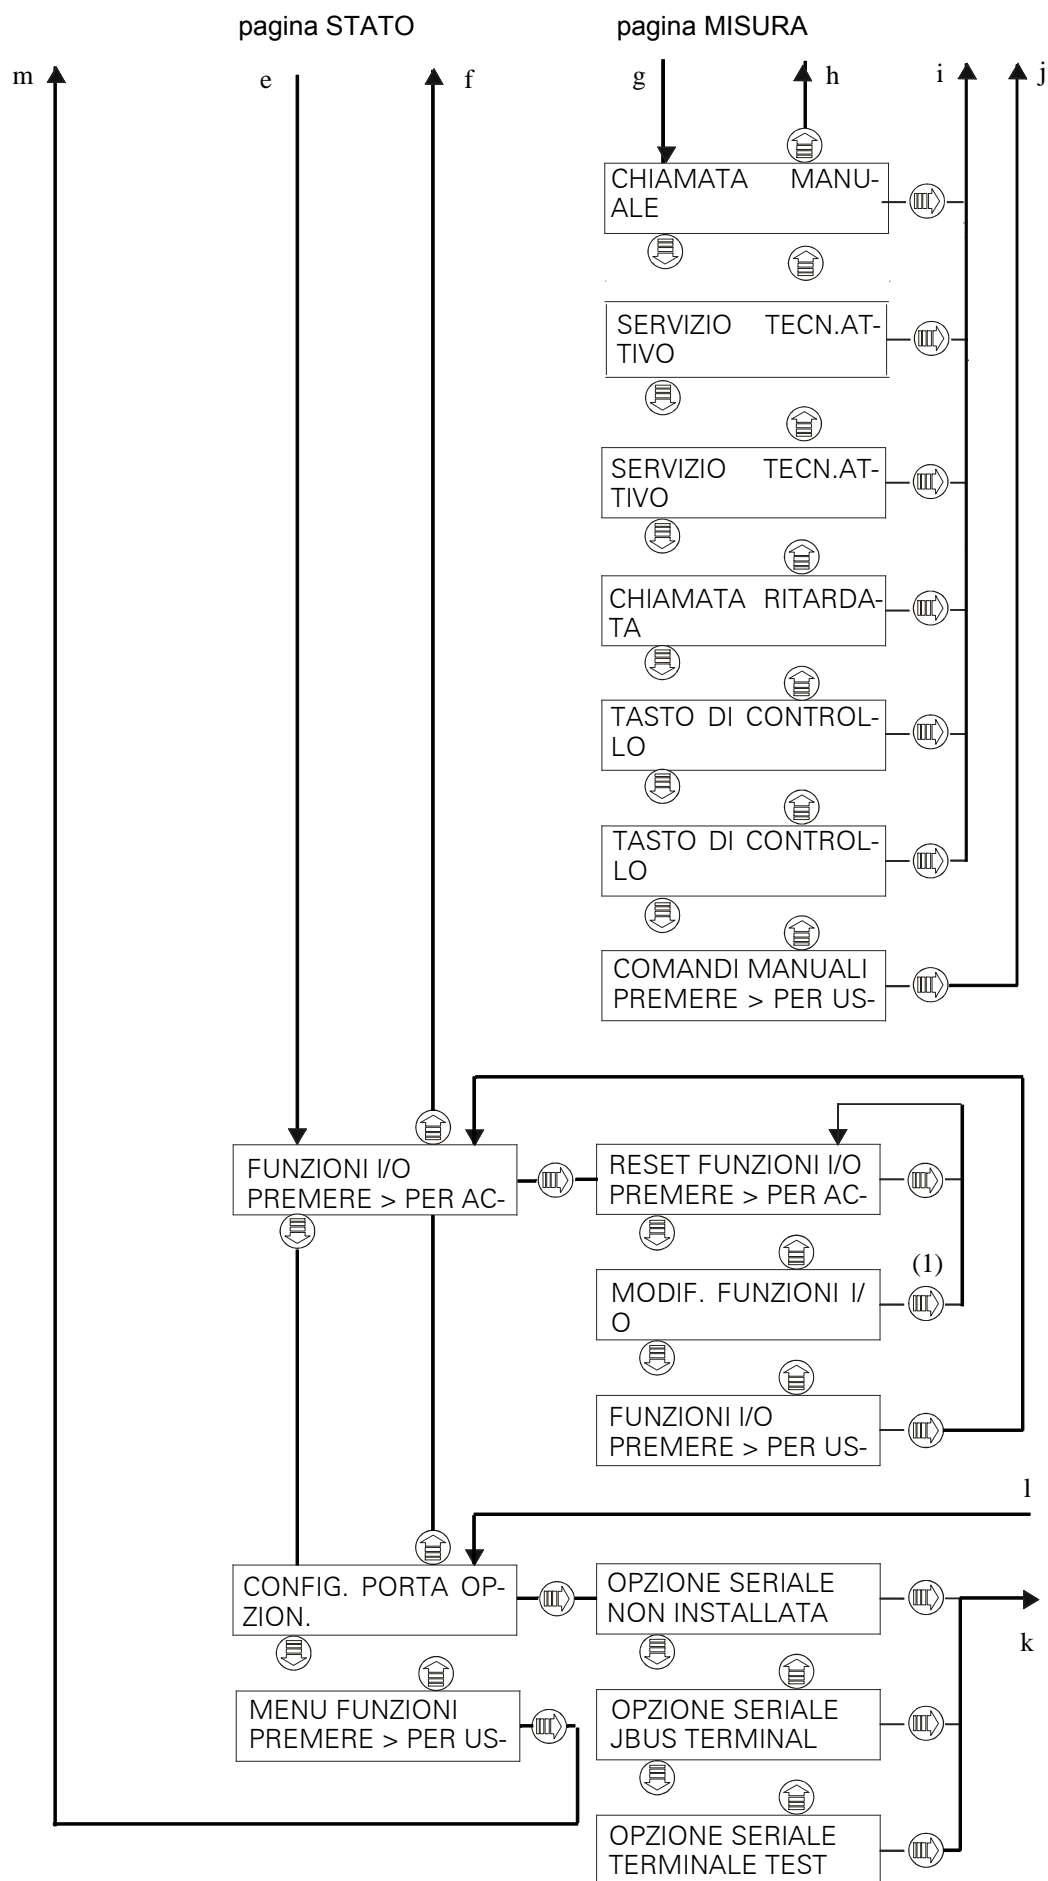 pagina STATO
pagina MISURA
m
e
f
g
h
i
j
CHIAMATA MANU-
ALE
SERVIZIO TECN.AT-
TIVO
SERVIZIO TECN.AT-
TIVO
CHIAMATA RITARDA-
TA
TASTO DI CONTROL-
LO
TASTO DI CONTROL-
LO
COMANDI MANUALI
PREMERE > PER US-
FUNZIONI I/O
PREMERE > PER AC-
RESET FUNZIONI I/O
PREMERE > PER AC-
(1)
MODIF. FUNZIONI I/
O
FUNZIONI I/O
PREMERE > PER US-
l
CONFIG. PORTA OP-
ZION.
OPZIONE SERIALE
NON INSTALLATA
k
MENU FUNZIONI
PREMERE > PER US-
OPZIONE SERIALE
JBUS TERMINAL
OPZIONE SERIALE
TERMINALE TEST